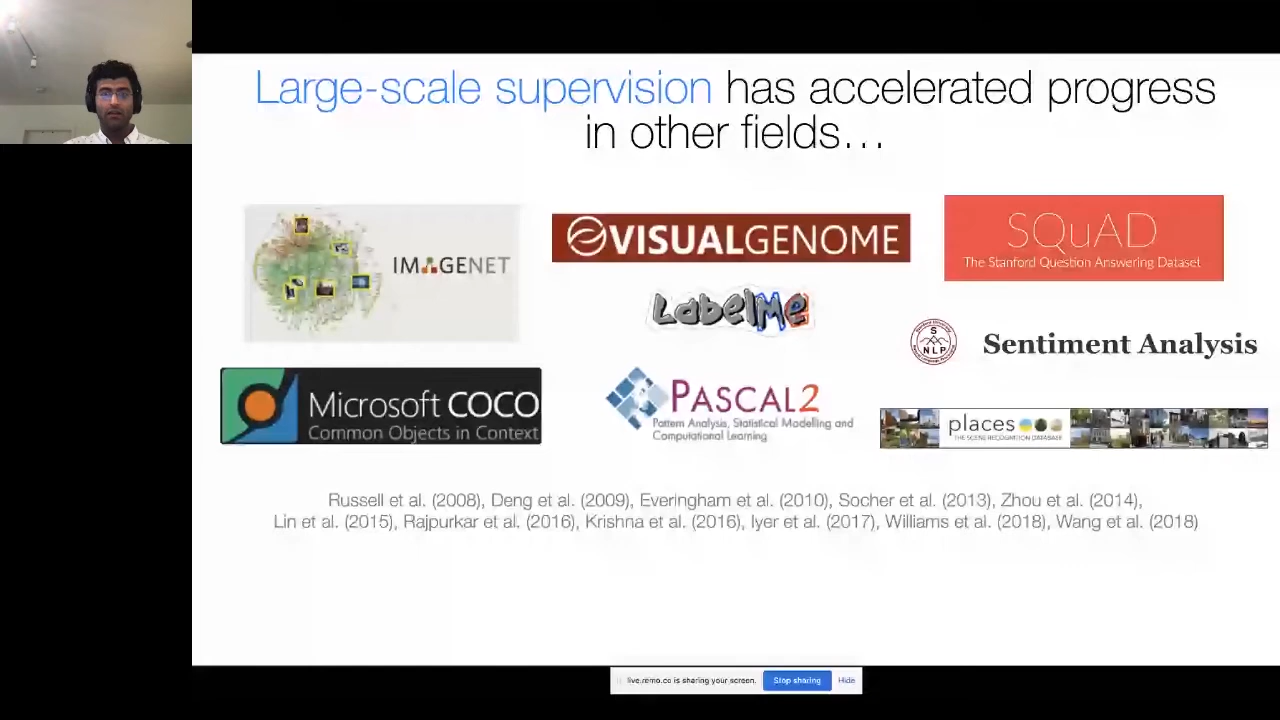 Large-scale supervision has accelerated progress
in other fields…
IMAGENET
VISUALGENOME
SQuAD
The Stanford Question Answering Dataset
LabelMe
S
NLP
Sentiment Analysis
Microsoft COCO
Common Objects in Context
PASCAL2
Pattern Analysis, Statistical Modelling and
Computational Learning
places
THE SCENE RECOGNITION DATABASE
Russell et al. (2008), Deng et al. (2009), Everingham et al. (2010), Socher et al. (2013), Zhou et al. (2014),
Lin et al. (2015), Rajpurkar et al. (2016), Krishna et al. (2016), Iyer et al. (2017), Williams et al. (2018), Wang et al. (2018)
live.remo.co is sharing your screen.
Stop sharing
Hide